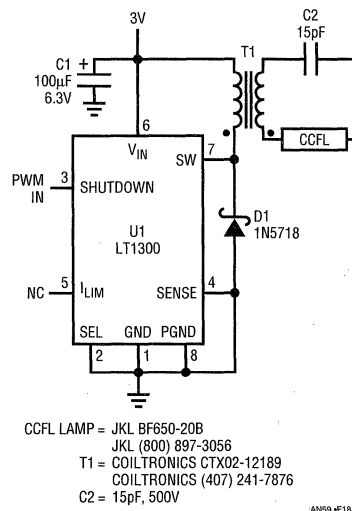 3V
C2
15pF
T1
C1
+
100µF
6.3V
6
VIN
7
SW
CCFL
PWM
IN
3
SHUTDOWN
U1
LT1300
D1
1N5718
NC
5
ILIM
SENSE
4
SEL GND PGND
2 1 8
CCFL LAMP = JKL BF650-20B
JKL (800) 897-3056
T1 = COILTRONICS CTX02-12189
COILTRONICS (407) 241-7876
C2 = 15pF, 500V
AN59 •F18